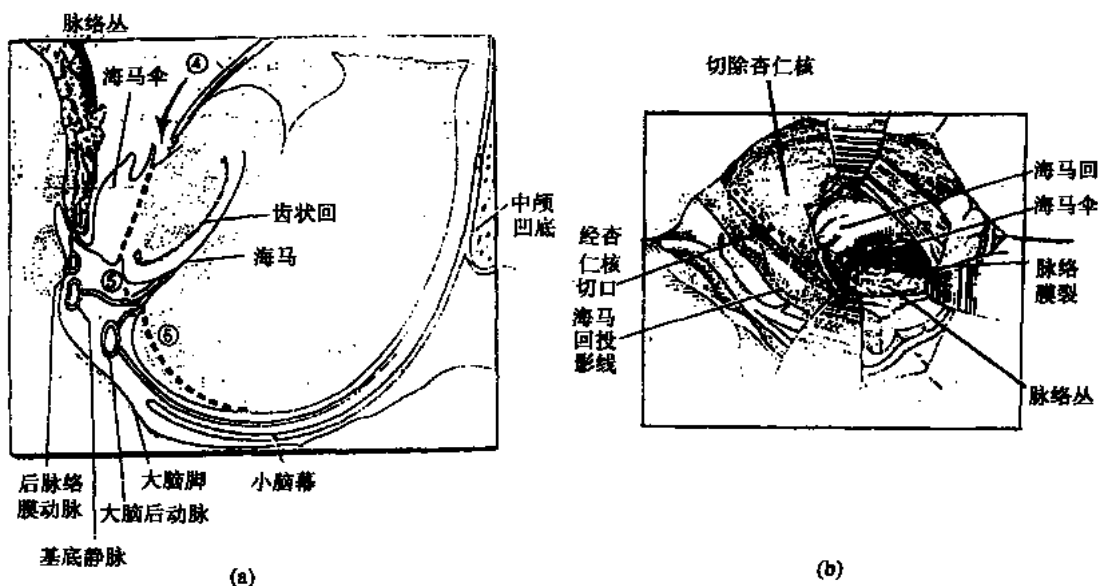 脉络丛
④
海马伞
齿状回
海马
中颅
凹底
⑤
⑥
后脉络
膜动脉
大脑脚
大脑后动脉
小脑幕
基底静脉
(a)
切除杏仁核
海马回
海马伞
脉络
膜裂
经杏
仁核
切口
海马
回投
影线
脉络丛
(b)